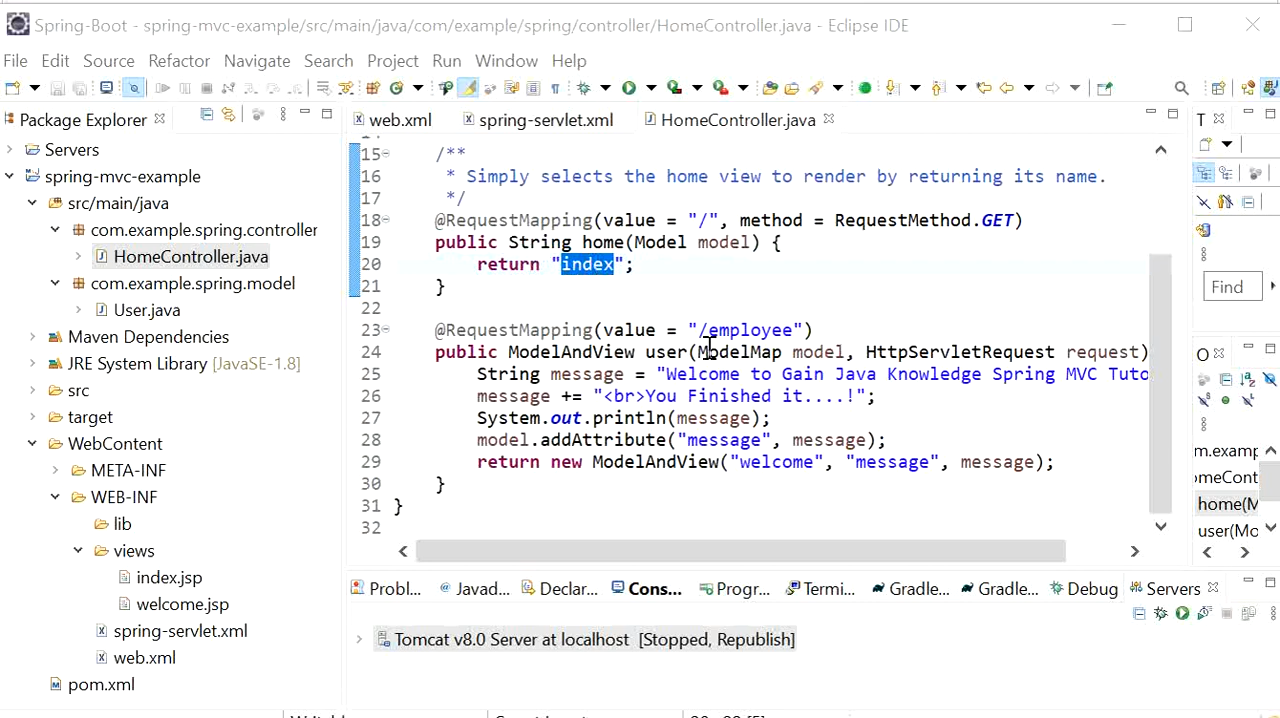 Spring-Boot - spring-mvc-example/src/main/java/com/example/spring/controller/HomeController.java - Eclipse IDE
File Edit Source Refactor Navigate Search Project Run Window Help
Package Explorer
web.xml spring-servlet.xml HomeController.java
T
Servers
spring-mvc-example
src/main/java
com.example.spring.controller
HomeController.java
com.example.spring.model
User.java
Maven Dependencies
JRE System Library [JavaSE-1.8]
src
target
WebContent
META-INF
WEB-INF
lib
views
index.jsp
welcome.jsp
spring-servlet.xml
web.xml
pom.xml
15 /**
16 * Simply selects the home view to render by returning its name.
17 */
18 @RequestMapping(value = "/", method = RequestMethod.GET)
19 public String home(Model model) {
20 return "index";
21 }
22
23 @RequestMapping(value = "/employee")
24 public ModelAndView user(ModelMap model, HttpServletRequest request)
25 String message = "Welcome to Gain Java Knowledge Spring MVC Tuto
26 message += "<br>You Finished it....!";
27 System.out.println(message);
28 model.addAttribute("message", message);
29 return new ModelAndView("welcome", "message", message);
30 }
31 }
32
Find
O
m.examp
omeCont
home(M
user(Mo
Probl... Javad... Declar... Cons... Progr... Termi... Gradle... Gradle... Debug Servers
Tomcat v8.0 Server at localhost [Stopped, Republish]